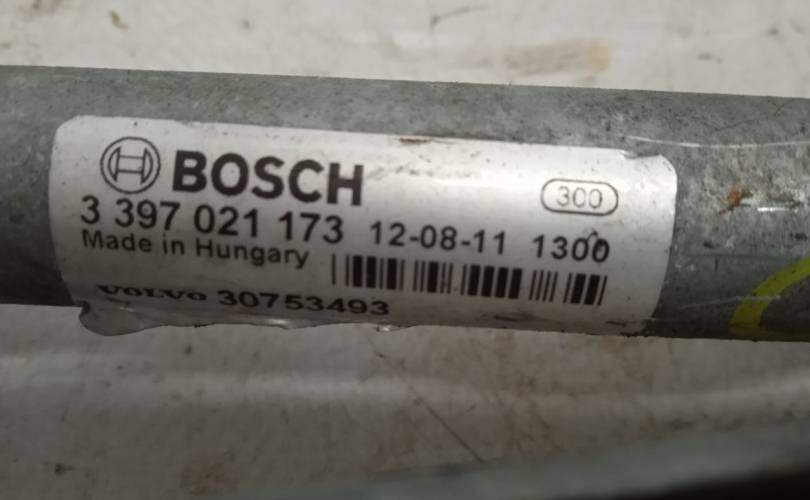 BOSCH
300
3 397 021 173 12-08-11 1300
Made in Hungary
VOLVO 30753493